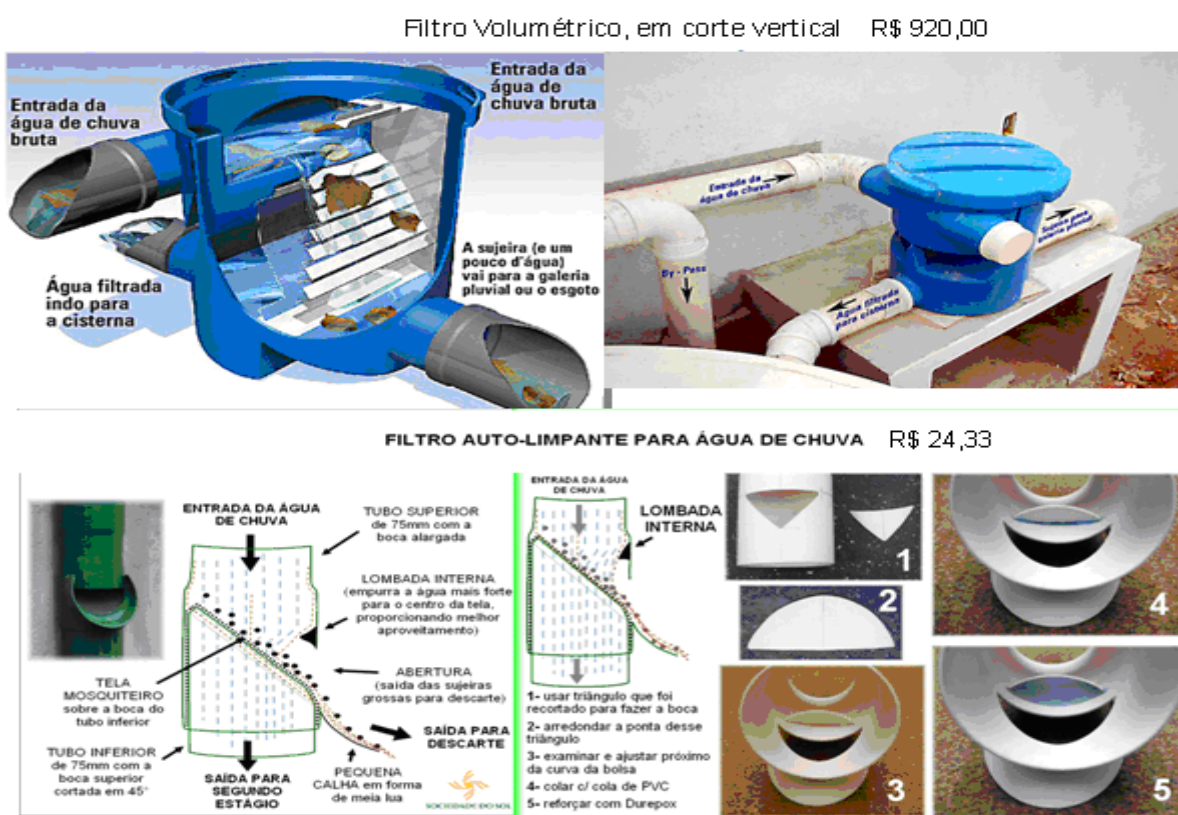 Filtro Volumétrico, em corte vertical R$ 920,00
Entrada da
água de chuva
bruta
Entrada da
água de
chuva bruta
Água filtrada
indo para
a cisterna
A sujeira (e um
pouco d'água)
vai para a galeria
pluvial ou o esgoto
Entrada da
água de chuva
By - Pass
Água filtrada
para cisterna
Sujeira para
galeria pluvial
FILTRO AUTO-LIMPANTE PARA ÁGUA DE CHUVA R$ 24,33
ENTRADA DA ÁGUA
DE CHUVA
TUBO SUPERIOR
de 75mm com a
boca alargada
LOMBADA INTERNA
(empurra a água mais forte
para o centro da tela,
proporcionando melhor
aproveitamento)
ABERTURA
(saída das sujeiras
grossas para descarte)
TELA
MOSQUITEIRO
sobre a boca do
tubo inferior
TUBO INFERIOR
de 75mm com a
boca superior
cortada em 45°
SAÍDA PARA
SEGUNDO
ESTÁGIO
PEQUENA
CALHA em forma
de meia lua
SAÍDA PARA
DESCARTE
SOCIEDADE DO SOL
ENTRADA DA ÁGUA
DE CHUVA
LOMBADA
INTERNA
1- usar triângulo que foi
recortado para fazer a boca
2- arredondar a ponta desse
triângulo
3- examinar e ajustar próximo
da curva da bolsa
4- colar c/ cola de PVC
5- reforçar com Durepox
1
2
3
4
5